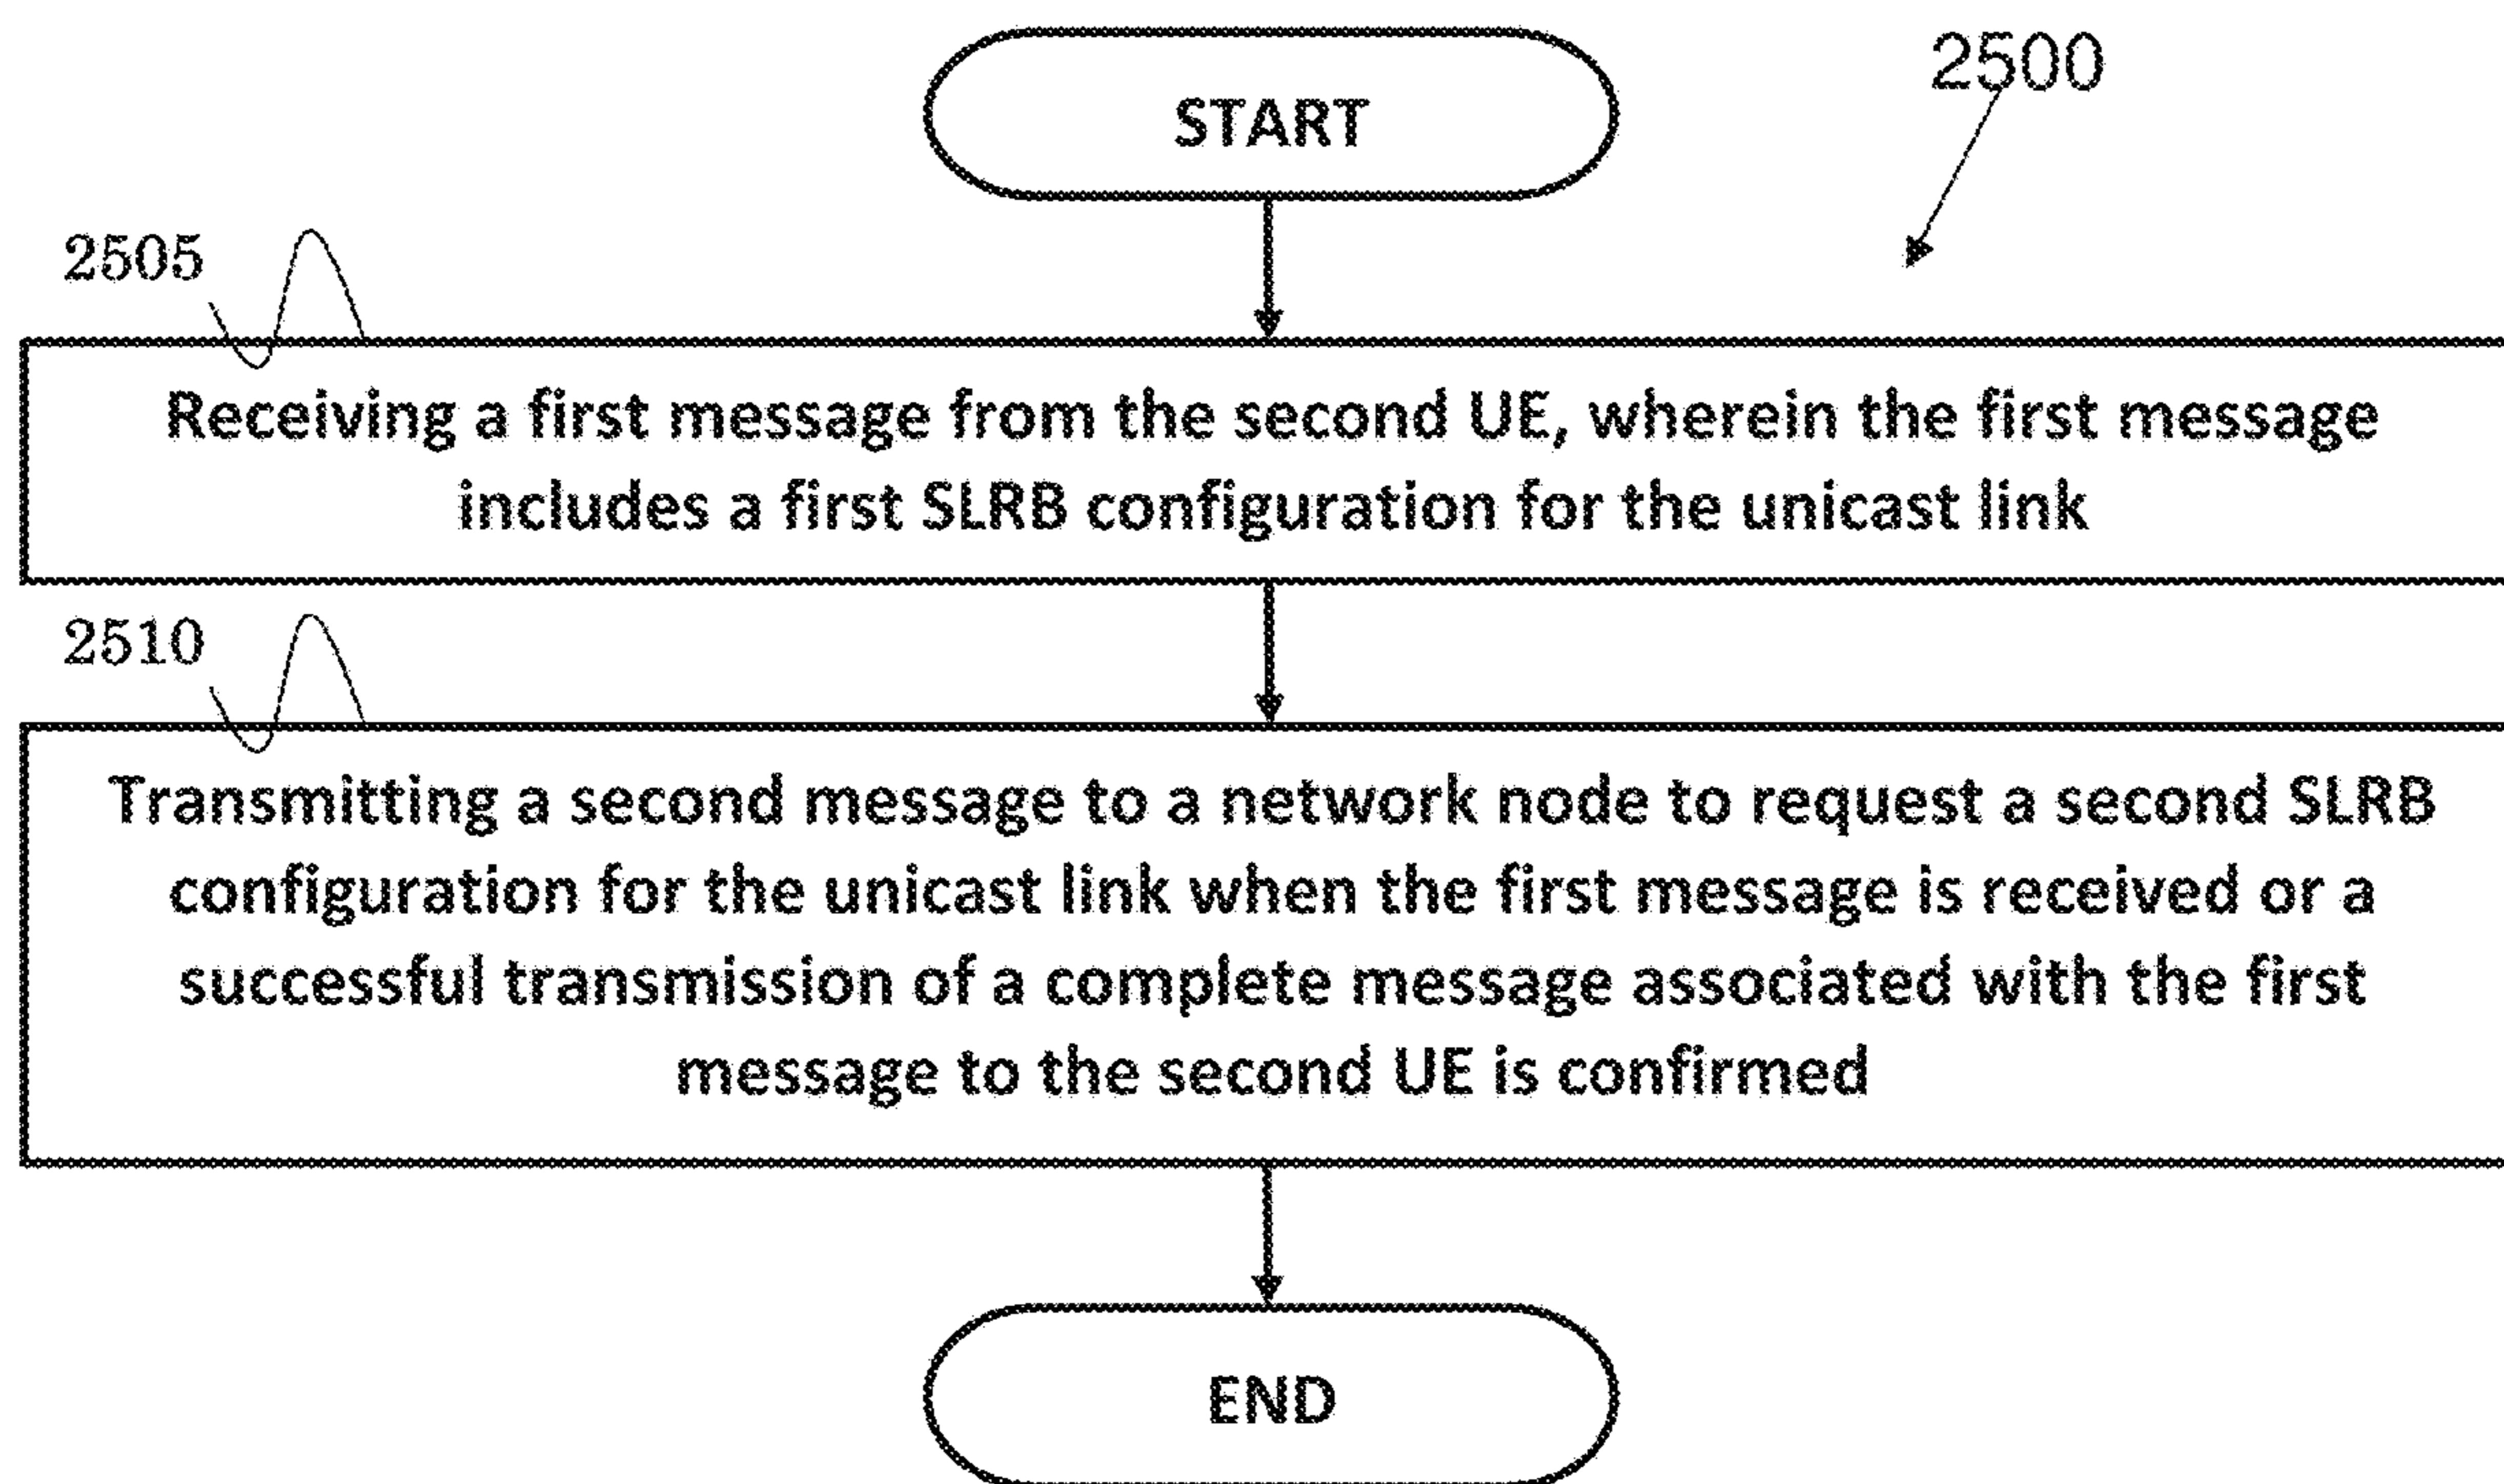 START
2500
2505
Receiving a first message from the second UE, wherein the first message
includes a first SLRB configuration for the unicast link
2510
Transmitting a second message to a network node to request a second SLRB
configuration for the unicast link when the first message is received or a
successful transmission of a complete message associated with the first
message to the second UE is confirmed
END